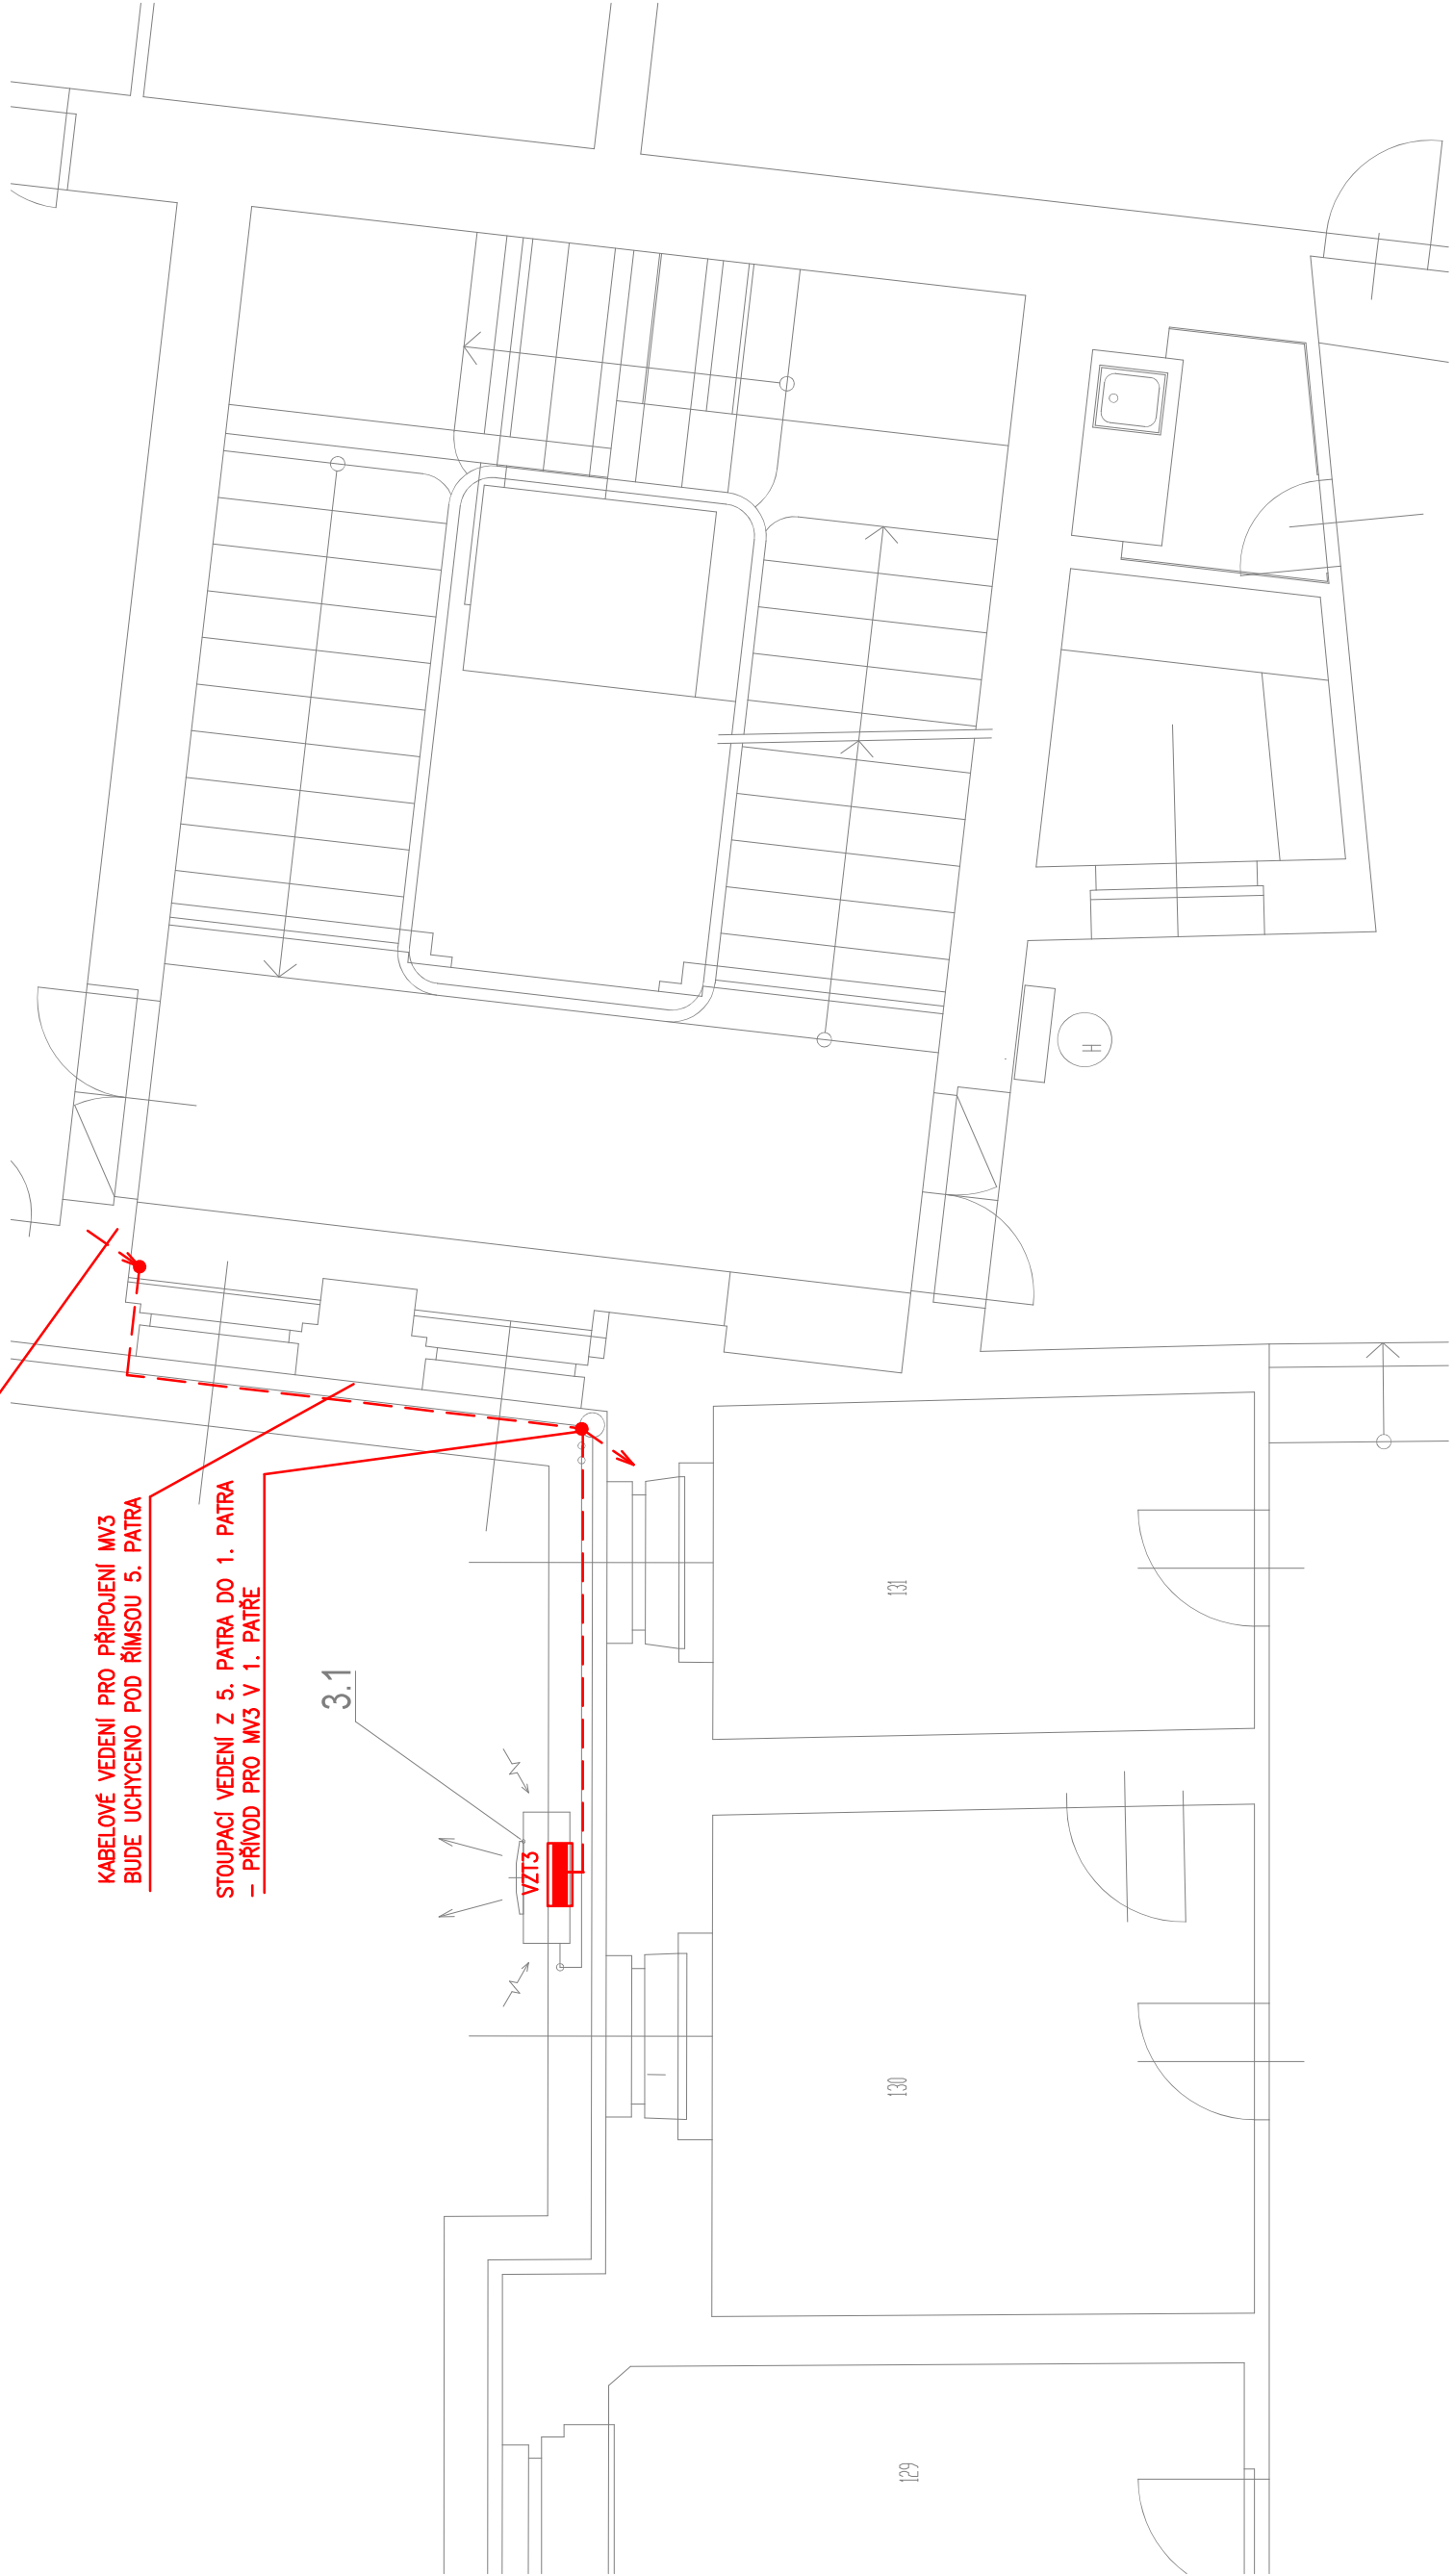 KABELOVÉ VEDENÍ PRO PŘIPOJENÍ MV3
BUDE UCHYCENO POD ŘÍMSOU 5. PATRA
STOUPACÍ VEDENÍ Z 5. PATRA DO 1. PATRA
- PŘÍVOD PRO MV3 V 1. PATŘE
3.1
VZT3
H
131
130
129